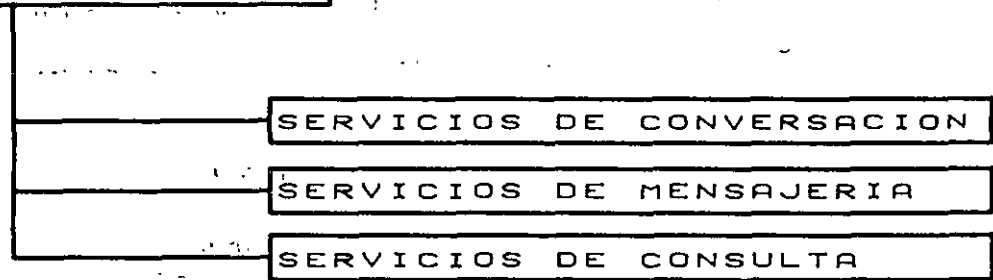 SERVICIOS DE CONVERSACION
SERVICIOS DE MENSAJERIA
SERVICIOS DE CONSULTA